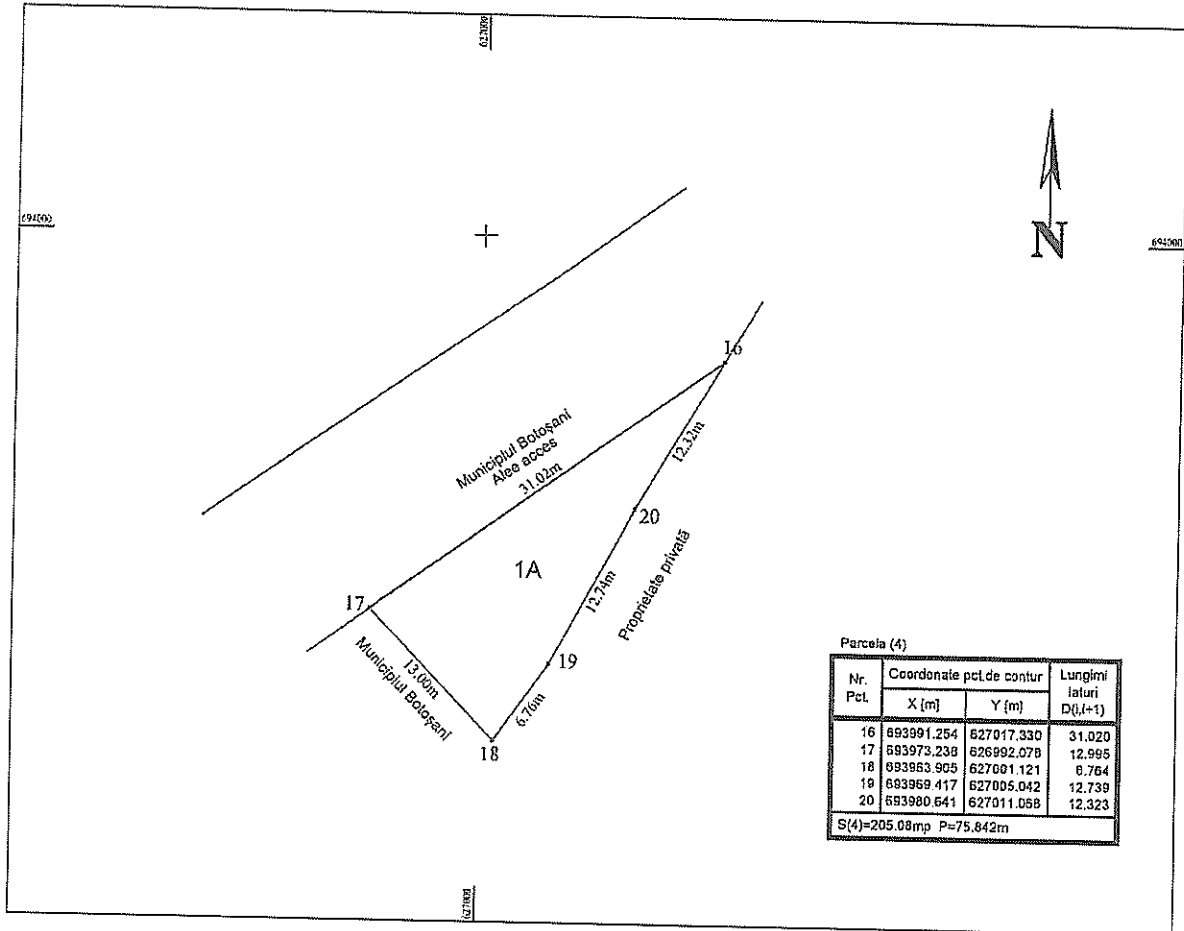 627000
694000
694000
N
16
Municipiul Botoșani
Alee acces
31.02m
12.32m
20
1A
12.74m
Proprietate privată
17
Municipiul Botoșani
13.00m
19
6.76m
18
Parcela (4)
Nr. Pct. Coordonate pct.de contur Lungimi laturi D(i,i+1)
X [m] Y [m]
16 693991.254 627017.330 31.020
17 693973.238 626992.078 12.995
18 693963.905 627001.121 6.764
19 693969.417 627005.042 12.739
20 693980.641 627011.068 12.323
S(4)=205.08mp P=75.842m
627000